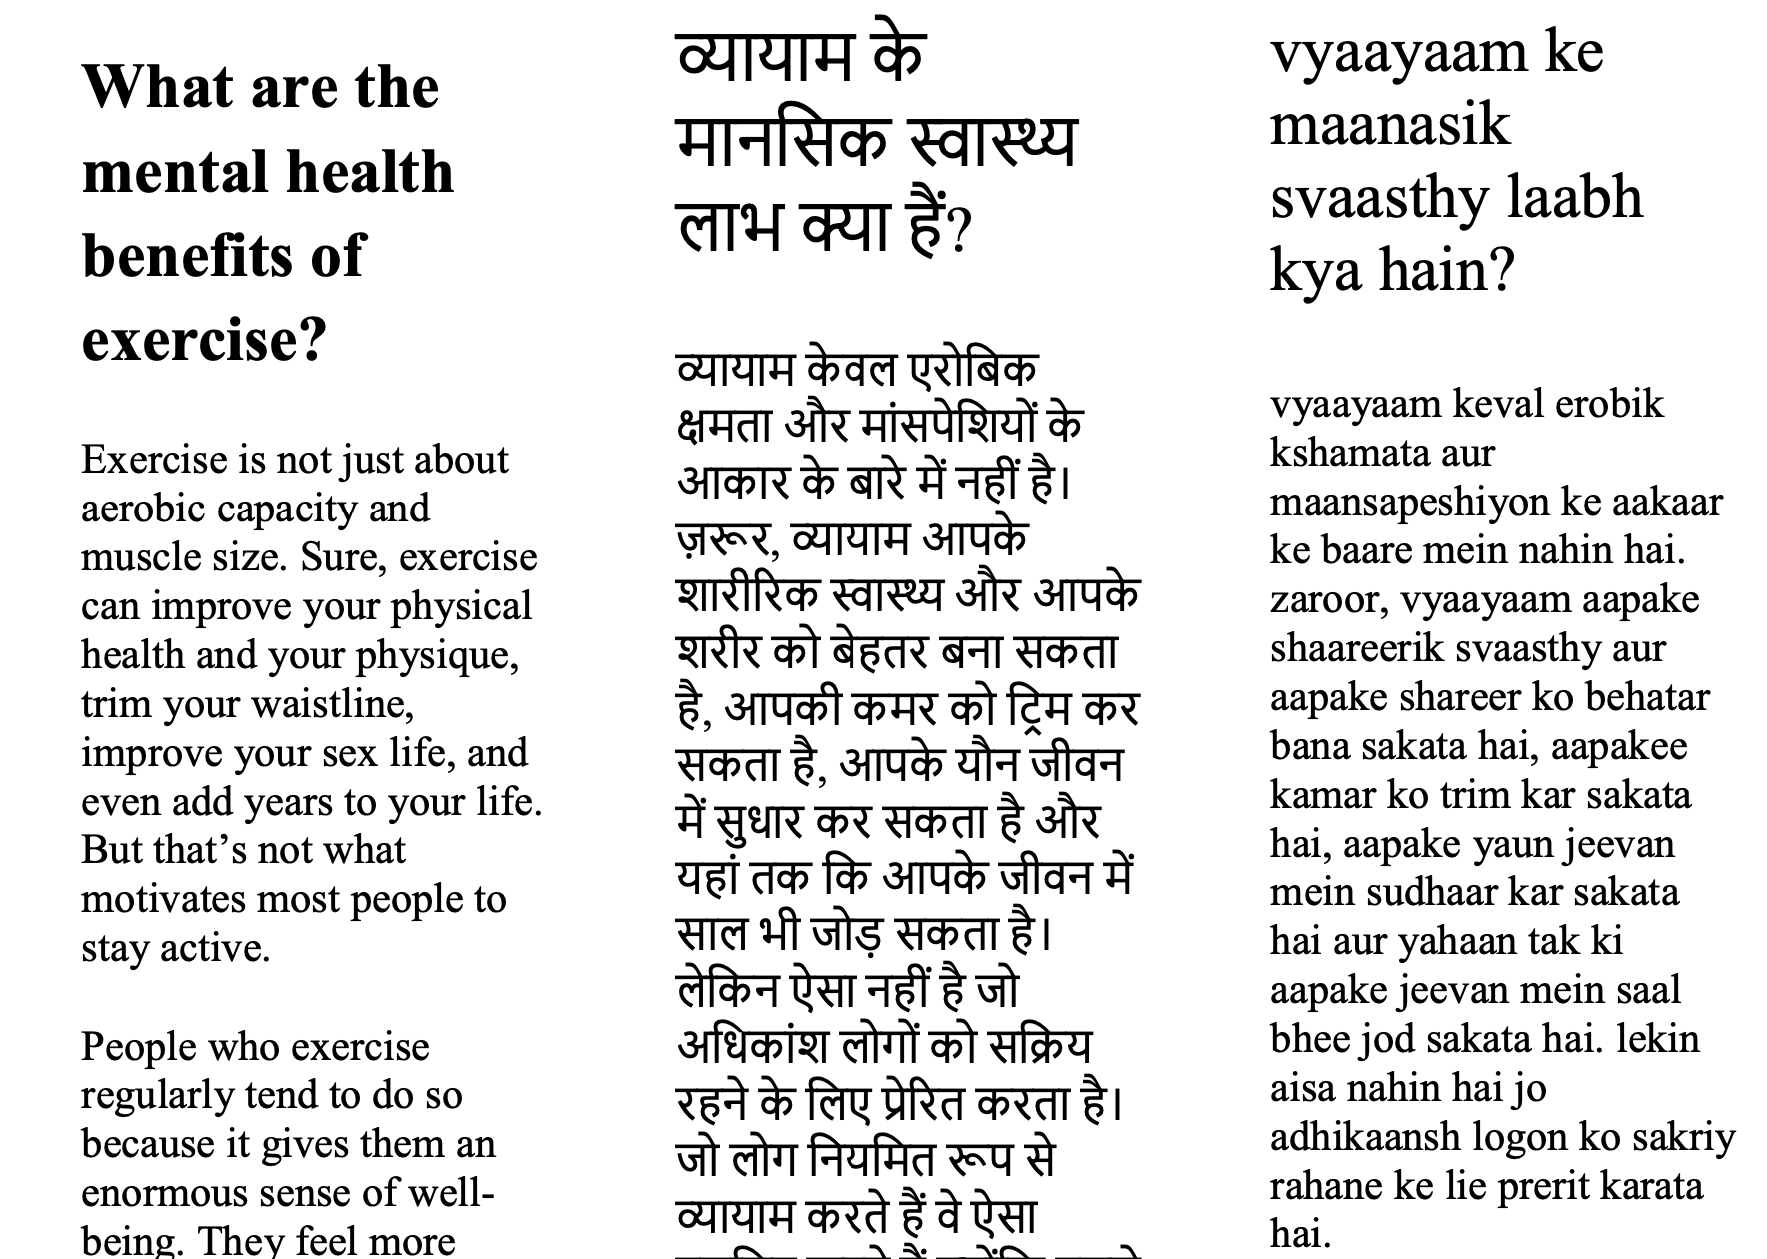 What are the
mental health
benefits of
exercise?
Exercise is not just about
aerobic capacity and
muscle size. Sure, exercise
can improve your physical
health and your physique,
trim your waistline,
improve your sex life, and
even add years to your life.
But that’s not what
motivates most people to
stay active.
People who exercise
regularly tend to do so
because it gives them an
enormous sense of well-
being. They feel more
व्यायाम के
मानसिक स्वास्थ्य
लाभ क्या हैं?
व्यायाम केवल एरोबिक
क्षमता और मांसपेशियों के
आकार के बारे में नहीं है।
ज़रूर, व्यायाम आपके
शारीरिक स्वास्थ्य और आपके
शरीर को बेहतर बना सकता
है, आपकी कमर को ट्रिम कर
सकता है, आपके यौन जीवन
में सुधार कर सकता है और
यहां तक कि आपके जीवन में
साल भी जोड़ सकता है।
लेकिन ऐसा नहीं है जो
अधिकांश लोगों को सक्रिय
रहने के लिए प्रेरित करता है।
जो लोग नियमित रूप से
व्यायाम करते हैं वे ऐसा
vyaayaam ke
maanasik
svaasthy laabh
kya hain?
vyaayaam keval erobik
kshamata aur
maansapeshiyon ke aakaar
ke baare mein nahin hai.
zaroor, vyaayaam aapake
shaareerik svaasthy aur
aapake shareer ko behatar
bana sakata hai, aapakee
kamar ko trim kar sakata
hai, aapake yaun jeevan
mein sudhaar kar sakata
hai aur yahaan tak ki
aapake jeevan mein saal
bhee jod sakata hai. lekin
aisa nahin hai jo
adhikaansh logon ko sakriy
rahane ke lie prerit karata
hai.